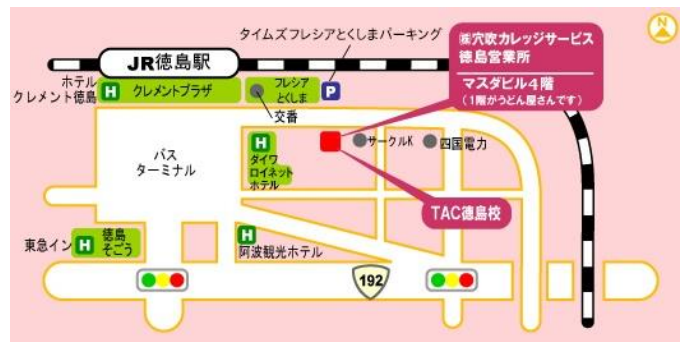 タイムズフレシアとくしまパーキング
N
JR徳島駅
㈱穴吹カレッジサービス
徳島営業所
マスダビル4階
(1階がうどん屋さんです)
ホテル
クレメント徳島
H
クレメントプラザ
フレシア
とくしま
P
交番
H
ダイワ
ロイネット
ホテル
サークルK
四国電力
バス
ターミナル
TAC徳島校
東急イン
H
徳島
そごう
H
阿波観光ホテル
192